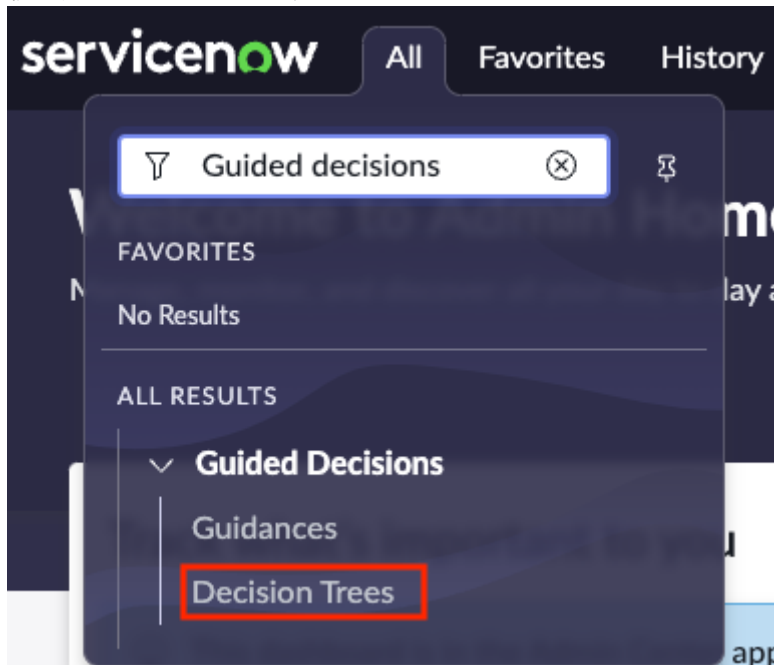 servicenow All Favorites History
Guided decisions
FAVORITES
No Results
ALL RESULTS
Guided Decisions
Guidances
Decision Trees